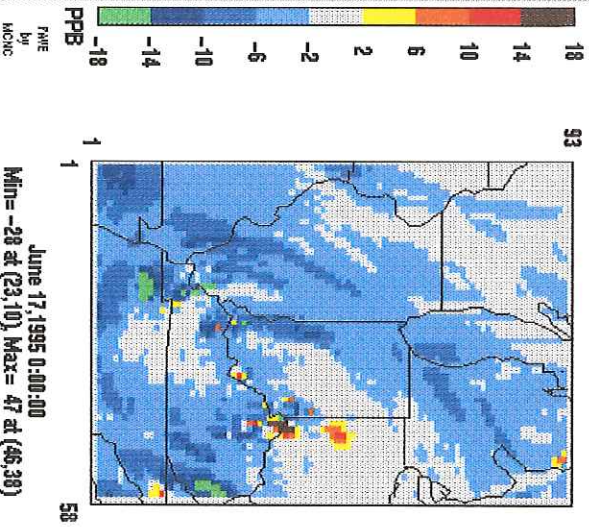 18
14
10
6
2
-2
-6
-10
-14
-18
PPB
PAVE
by
MCNC
93
1
1
58
June 17,1995 0:00:00
Min= -28 at (23,10) Max= 47 at (46,38)